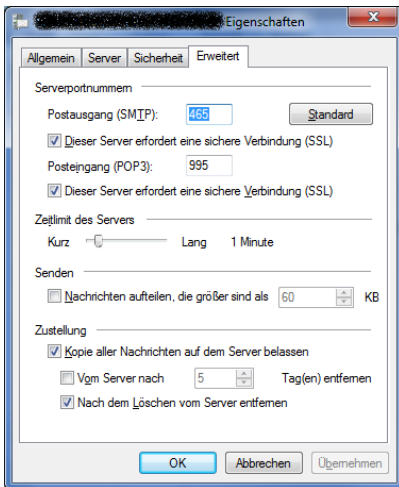 Eigenschaften
Allgemein Server Sicherheit Erweitert
Serverportnummern
Postausgang (SMTP): 465 Standard
Dieser Server erfordert eine sichere Verbindung (SSL)
Posteingang (POP3): 995
Dieser Server erfordert eine sichere Verbindung (SSL)
Zeitlimit des Servers
Kurz Lang 1 Minute
Senden
Nachrichten aufteilen, die größer sind als 60 KB
Zustellung
Kopie aller Nachrichten auf dem Server belassen
Vom Server nach 5 Tag(en) entfernen
Nach dem Löschen vom Server entfernen
OK Abbrechen Übernehmen